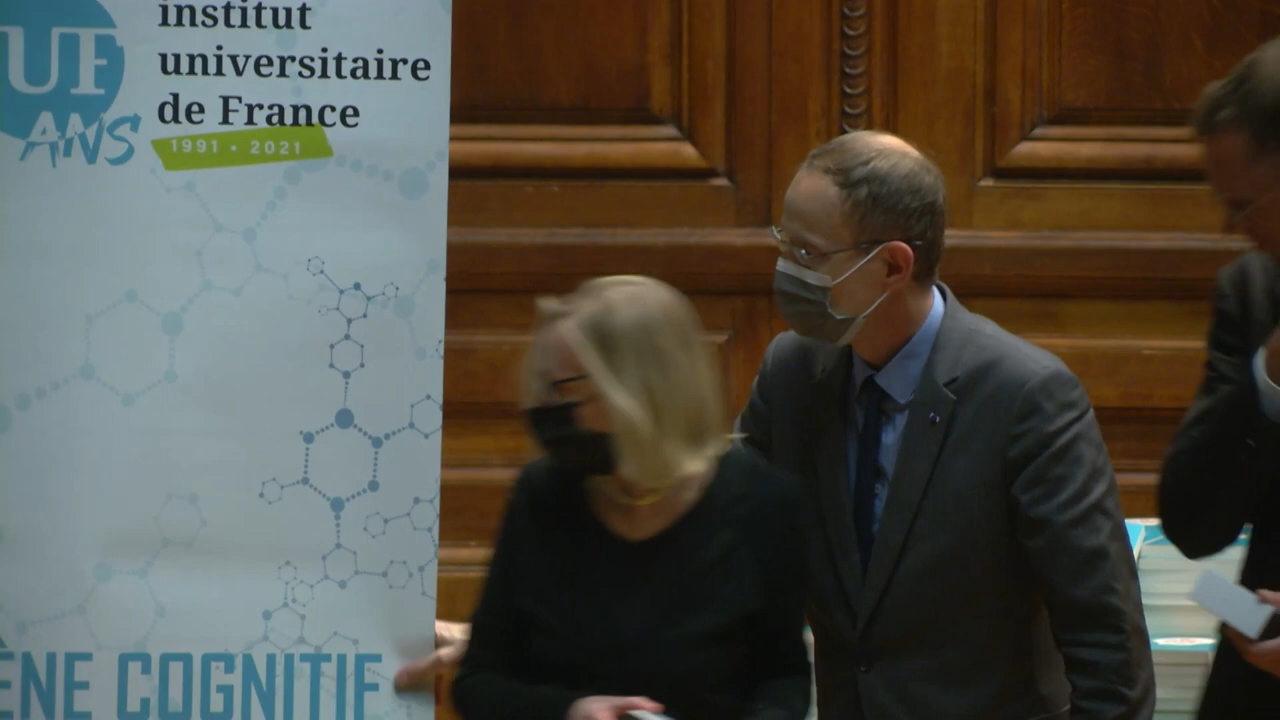 UF
institut
universitaire
de France
ANS
1991 • 2021
ÈNE COGNITIF